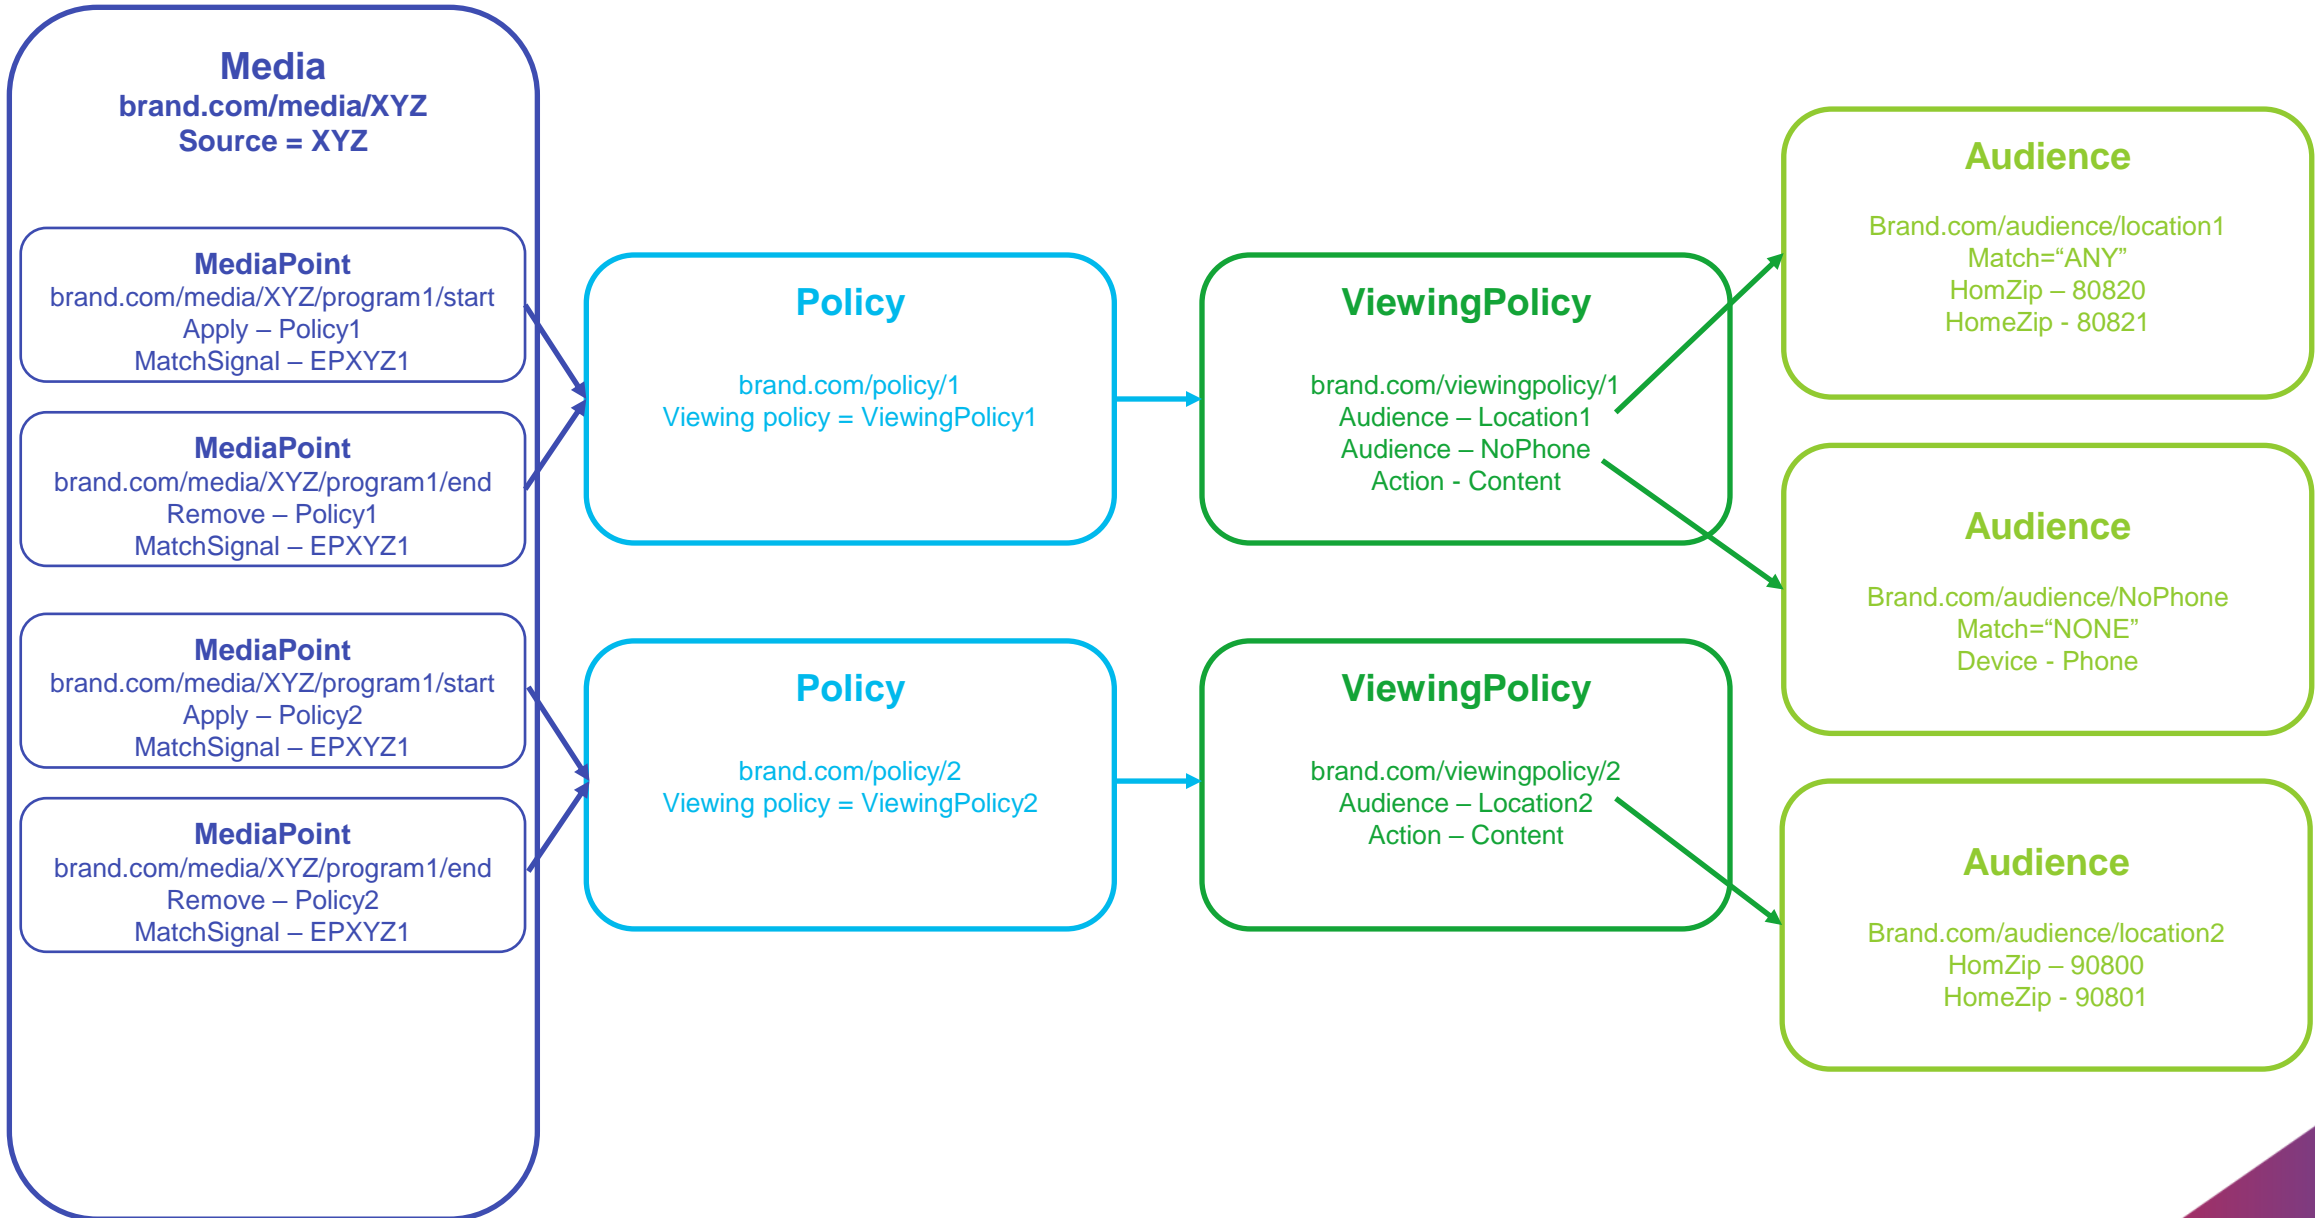 Media
brand.com/media/XYZ
Source = XYZ
MediaPoint
brand.com/media/XYZ/program1/start
Apply – Policy1
MatchSignal – EPXYZ1
MediaPoint
brand.com/media/XYZ/program1/end
Remove – Policy1
MatchSignal – EPXYZ1
MediaPoint
brand.com/media/XYZ/program1/start
Apply – Policy2
MatchSignal – EPXYZ1
MediaPoint
brand.com/media/XYZ/program1/end
Remove – Policy2
MatchSignal – EPXYZ1
Policy
brand.com/policy/1
Viewing policy = ViewingPolicy1
Policy
brand.com/policy/2
Viewing policy = ViewingPolicy2
ViewingPolicy
brand.com/viewingpolicy/1
Audience – Location1
Audience – NoPhone
Action - Content
ViewingPolicy
brand.com/viewingpolicy/2
Audience – Location2
Action – Content
Audience
Brand.com/audience/location1
Match=“ANY”
HomZip – 80820
HomeZip - 80821
Audience
Brand.com/audience/NoPhone
Match=“NONE”
Device - Phone
Audience
Brand.com/audience/location2
HomZip – 90800
HomeZip - 90801